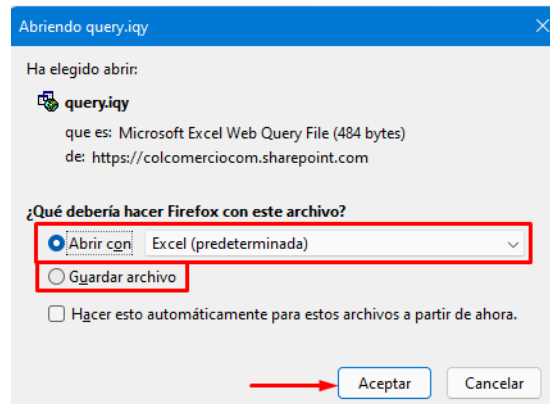 Abriendo query.iqy
Ha elegido abrir:
query.iqy
que es: Microsoft Excel Web Query File (484 bytes)
de: https://colcomerciocom.sharepoint.com
¿Qué debería hacer Firefox con este archivo?
Abrir con Excel (predeterminada)
Guardar archivo
Hacer esto automáticamente para estos archivos a partir de ahora.
Aceptar Cancelar